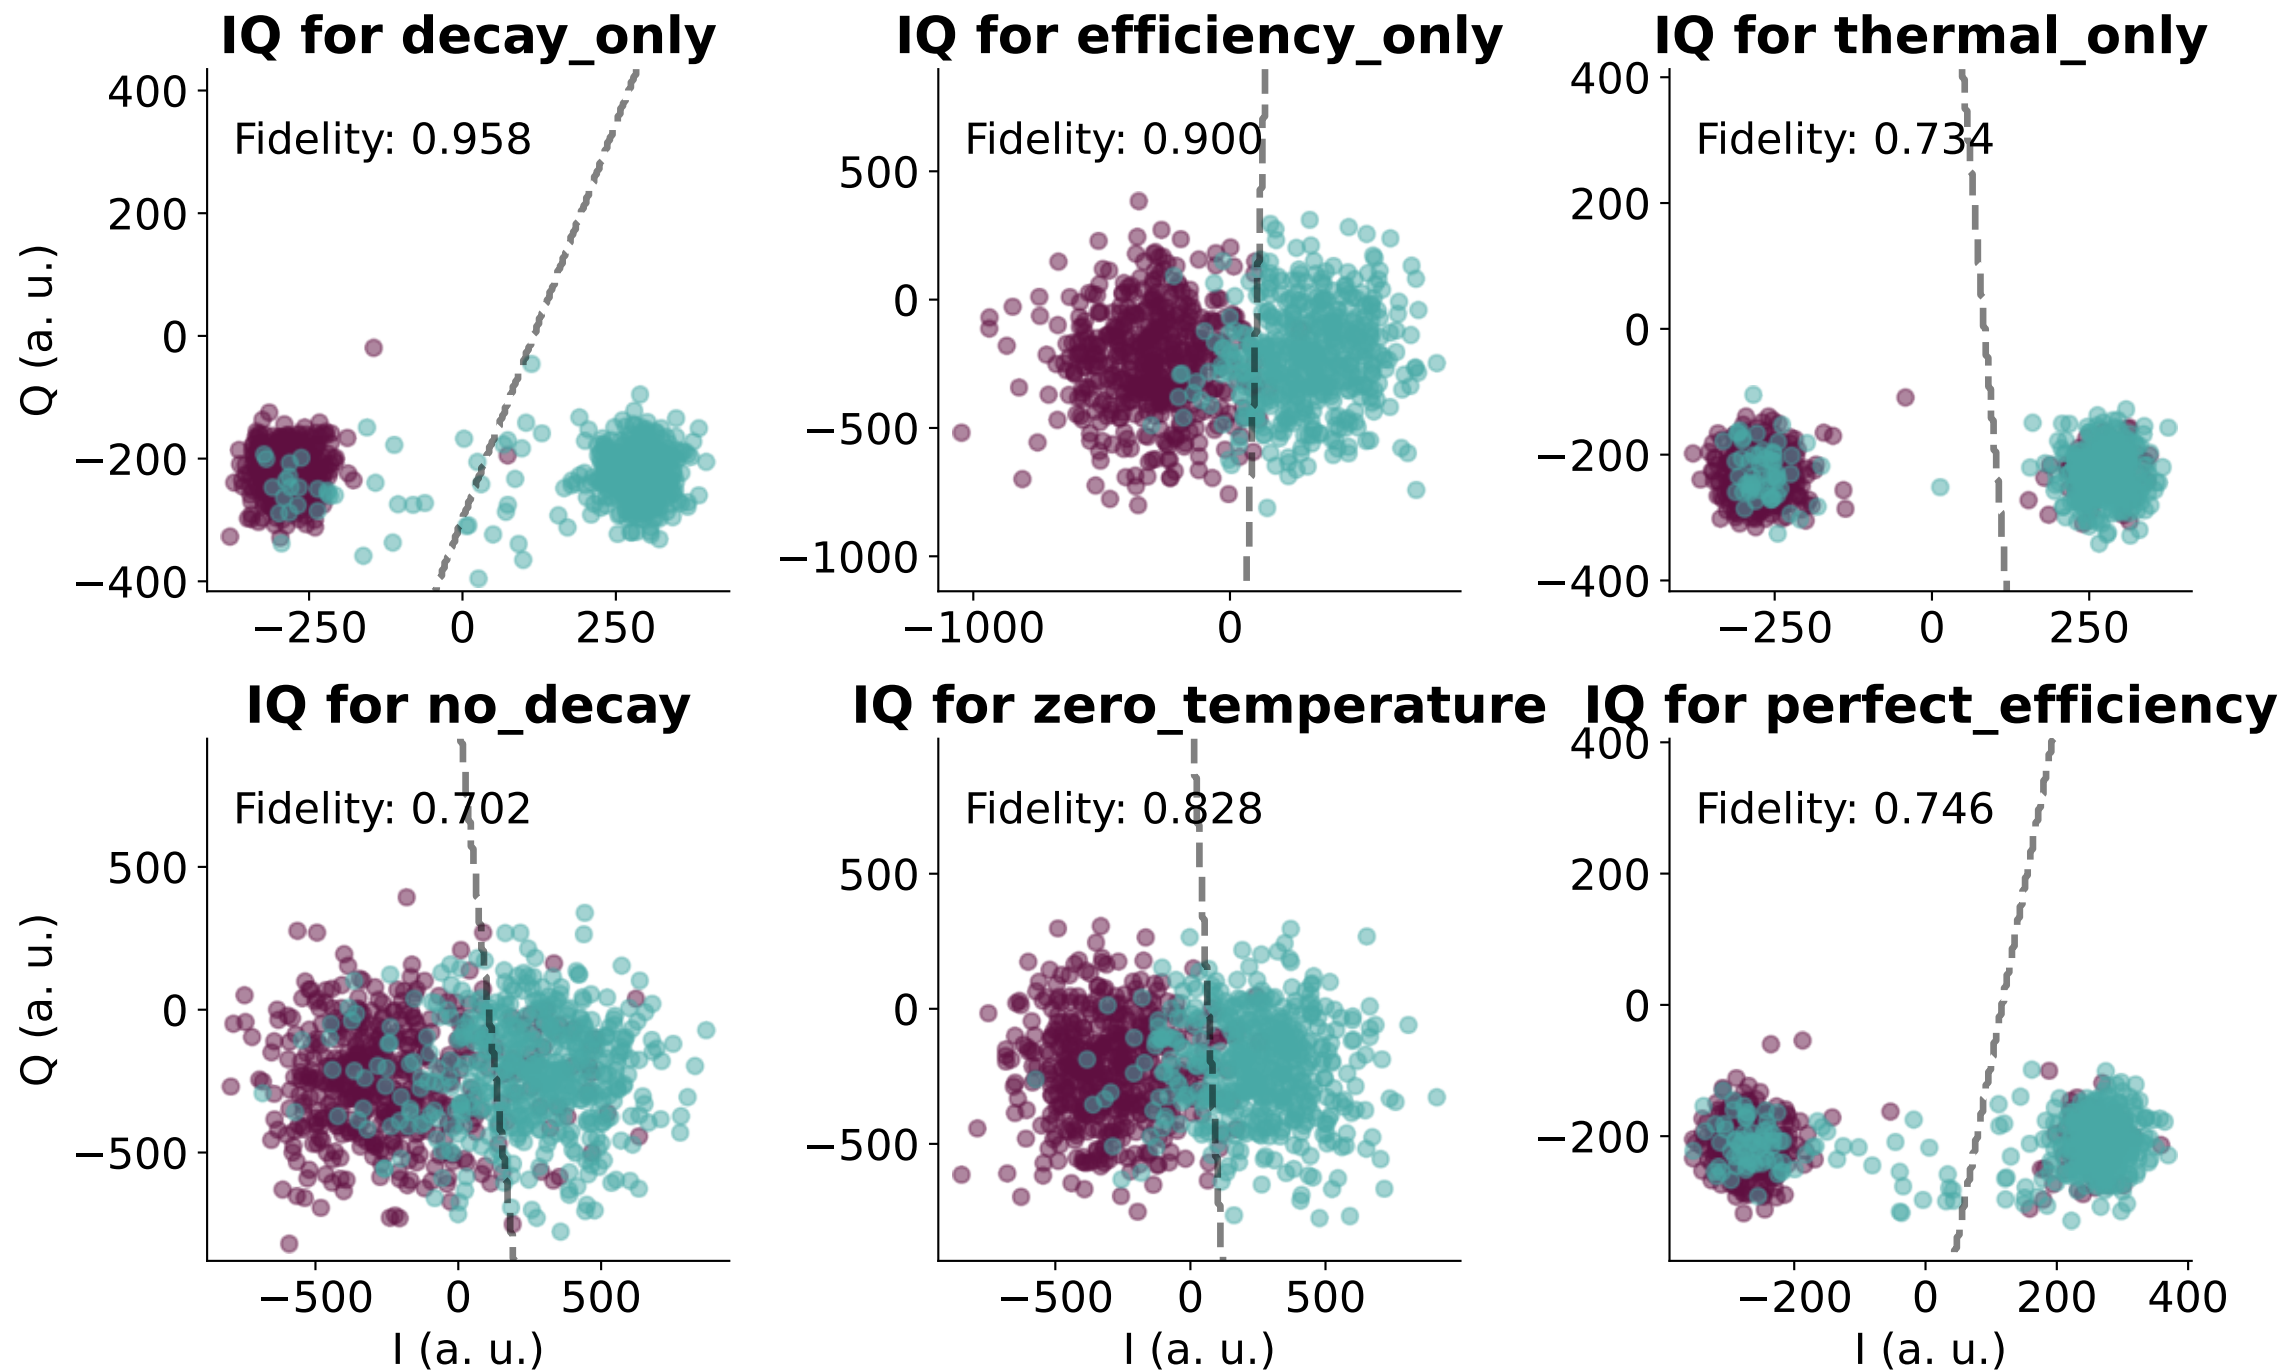 IQ for decay_only
Fidelity: 0.958
400
200
0
−200
−400
Q (a. u.)
−250
0
250
IQ for efficiency_only
Fidelity: 0.900
500
0
−500
−1000
−1000
0
IQ for thermal_only
Fidelity: 0.734
400
200
0
−200
−400
−250
0
250
IQ for no_decay
Fidelity: 0.702
500
0
−500
Q (a. u.)
−500
0
500
I (a. u.)
IQ for zero_temperature
Fidelity: 0.828
500
0
−500
−500
0
500
I (a. u.)
IQ for perfect_efficiency
Fidelity: 0.746
400
200
0
−200
−200
0
200
400
I (a. u.)